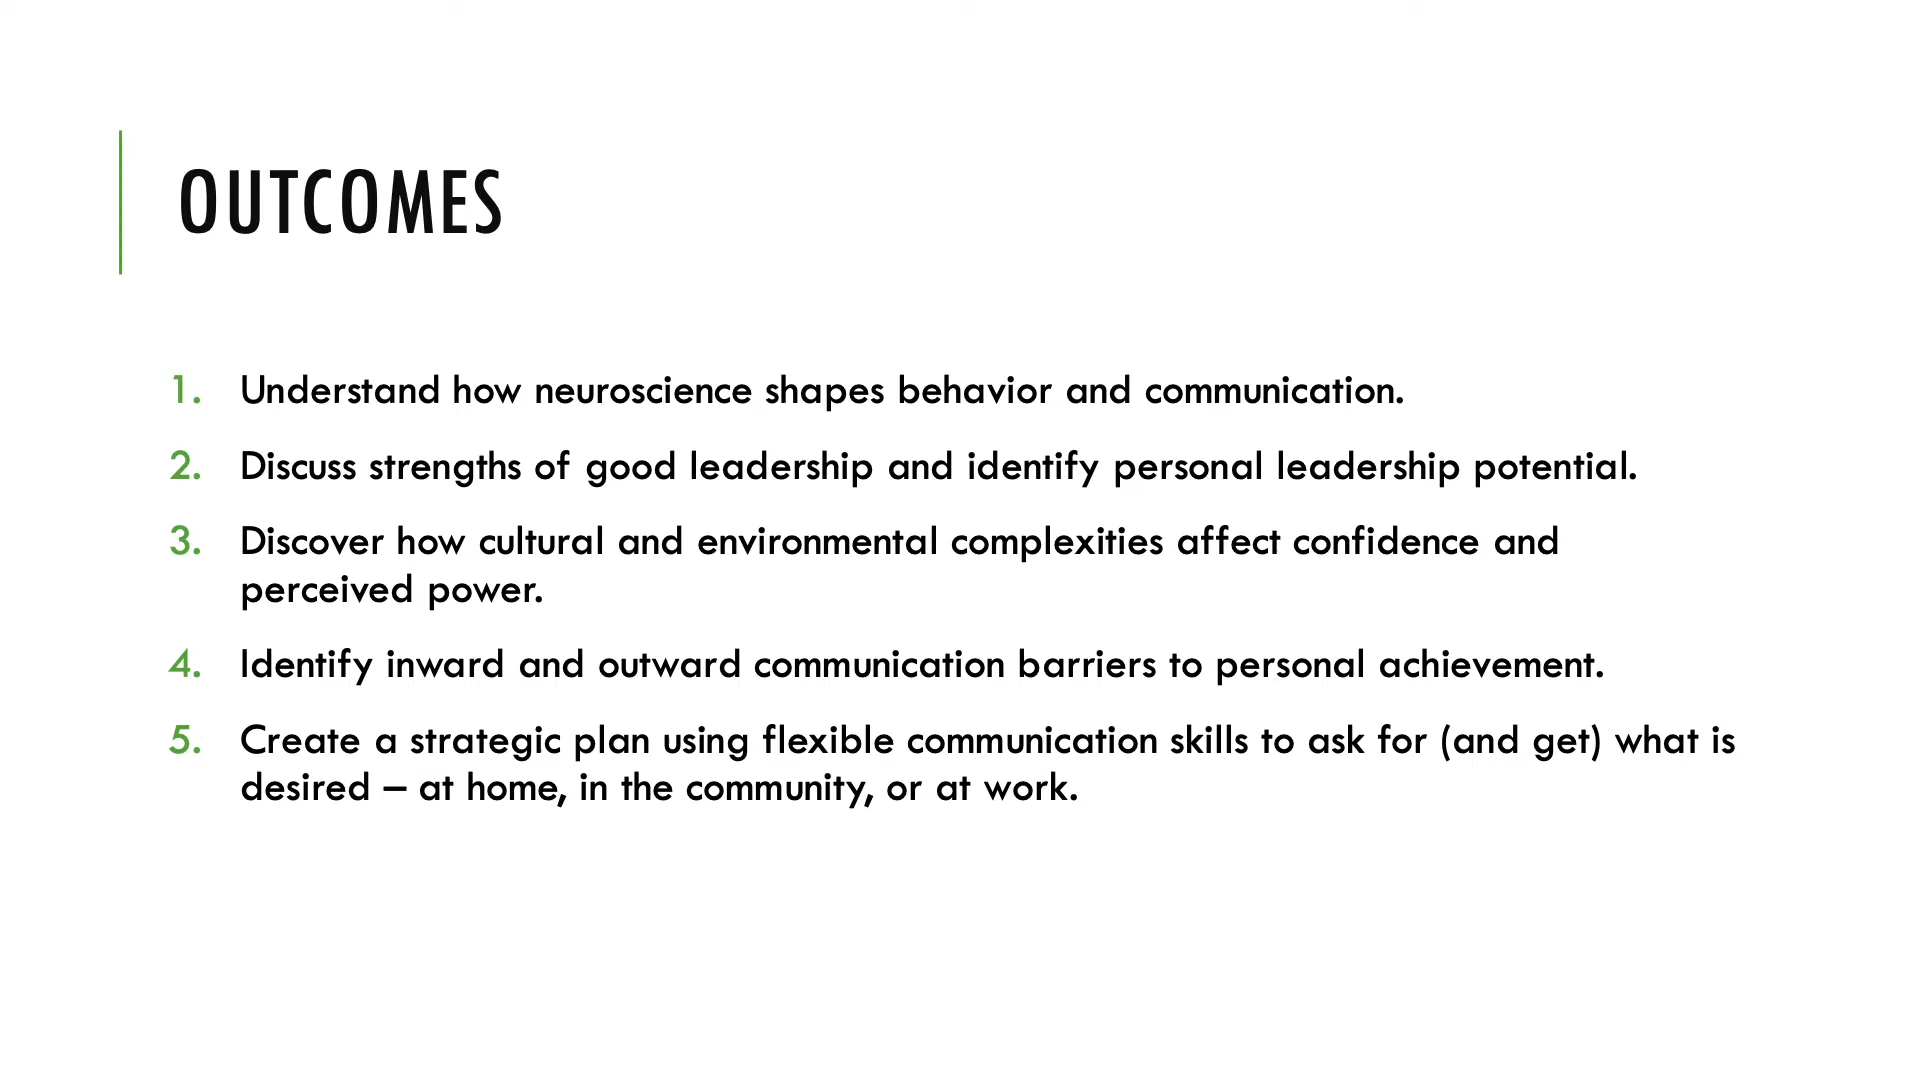 OUTCOMES
1. Understand how neuroscience shapes behavior and communication.
2. Discuss strengths of good leadership and identify personal leadership potential.
3. Discover how cultural and environmental complexities affect confidence and
perceived power.
4. Identify inward and outward communication barriers to personal achievement.
5. Create a strategic plan using flexible communication skills to ask for (and get) what is
desired – at home, in the community, or at work.